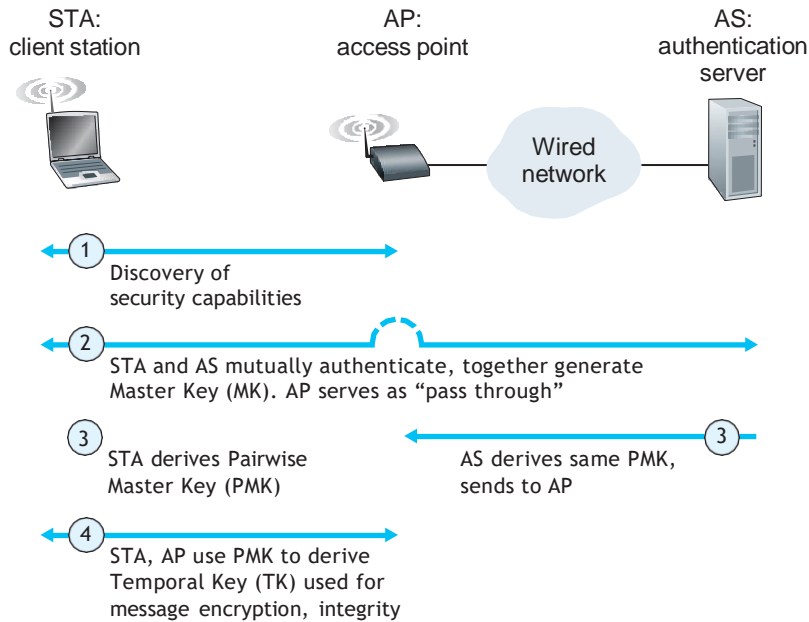 STA:
client station
AP:
access point
AS:
authentication
server
Wired
network
1
Discovery of
security capabilities
2
STA and AS mutually authenticate, together generate
Master Key (MK). AP serves as “pass through”
3
STA derives Pairwise
Master Key (PMK)
3
AS derives same PMK,
sends to AP
4
STA, AP use PMK to derive
Temporal Key (TK) used for
message encryption, integrity